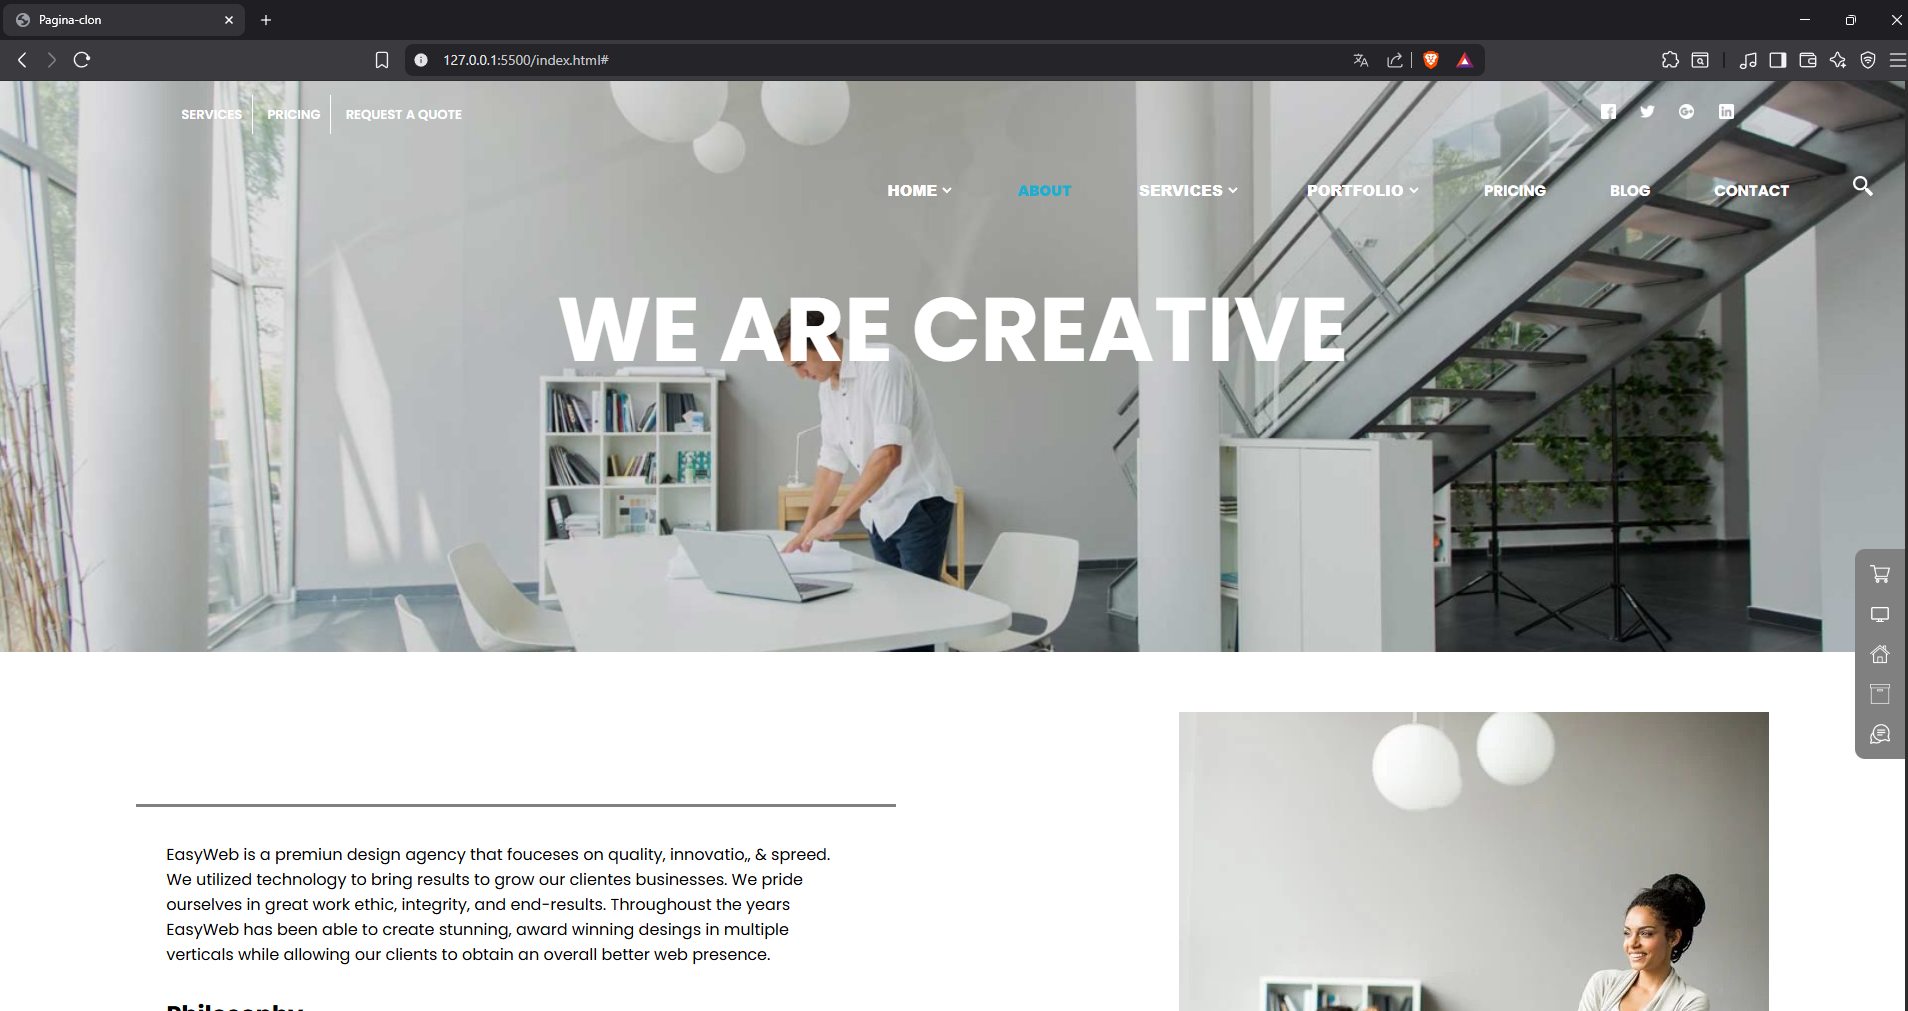 Pagina-clon
127.0.0.1:5500/index.html#
SERVICES PRICING REQUEST A QUOTE
HOME ABOUT SERVICES PORTFOLIO PRICING BLOG CONTACT
WE ARE CREATIVE
EasyWeb is a premiun design agency that fouceses on quality, innovatio,, & spreed.
We utilized technology to bring results to grow our clientes businesses. We pride
ourselves in great work ethic, integrity, and end-results. Throughoust the years
EasyWeb has been able to create stunning, award winning desings in multiple
verticals while allowing our clients to obtain an overall better web presence.
Philosophy